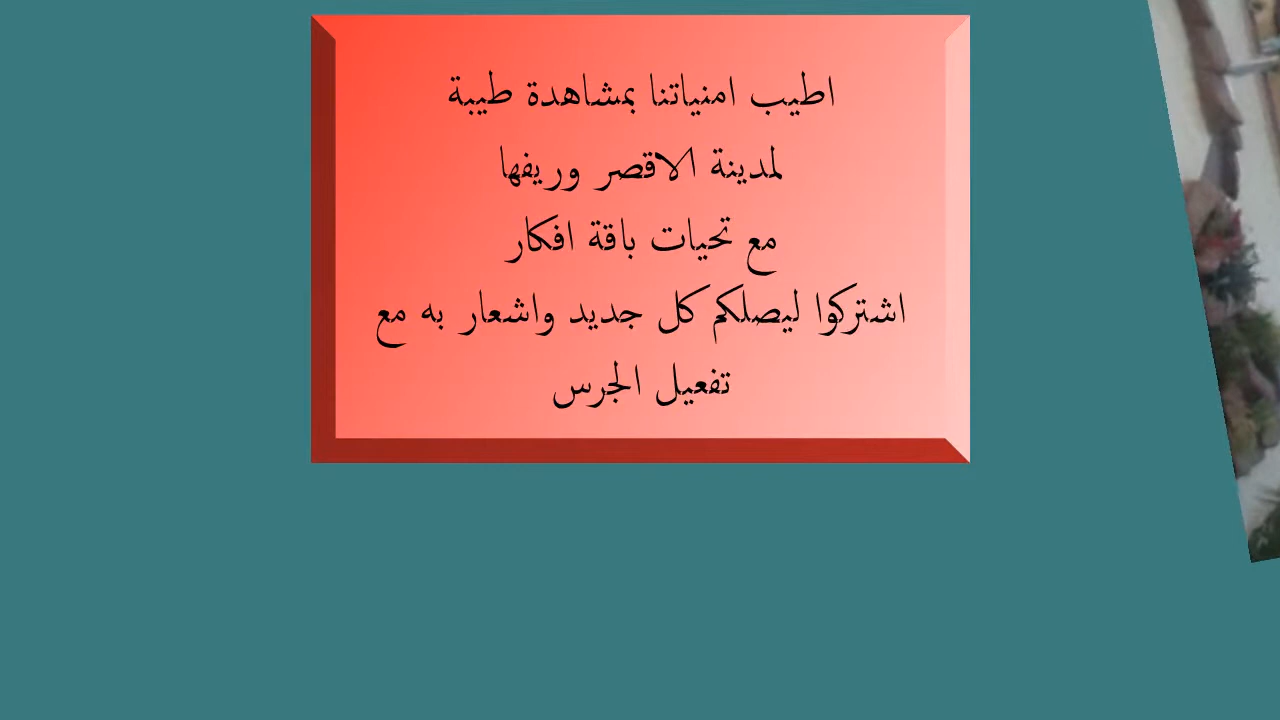 اطيب امنياتنا بمشاهدة طيبة
لمدينة الاقصر وريفها
مع تحيات باقة افكار
اشتركوا ليصلكم كل جديد واشعار به مع
تفعيل الجرس